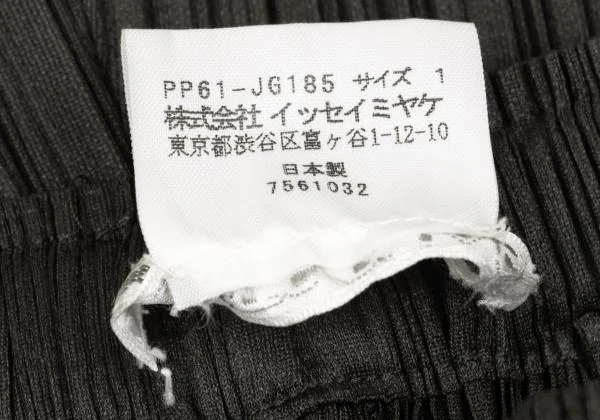 PP61-JG185 サイズ 1
株式会社 イッセイミヤケ
東京都渋谷区富ヶ谷1-12-10
日本製
7561032